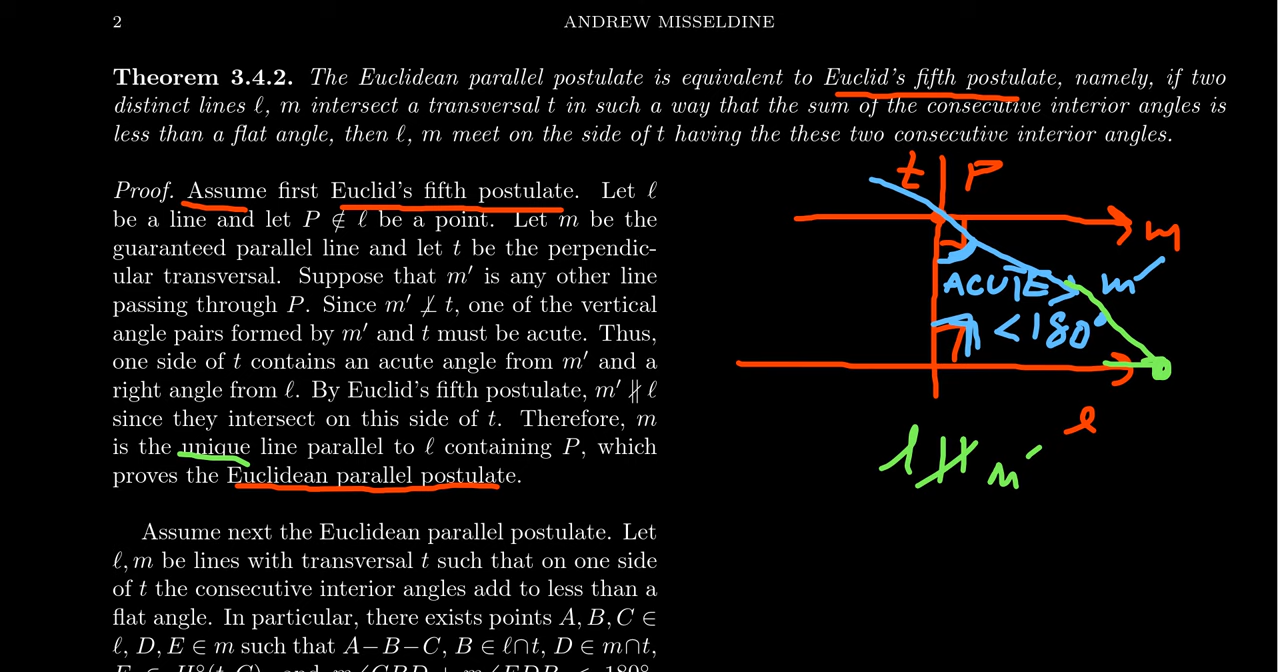 2
ANDREW MISSELDINE
Theorem 3.4.2. The Euclidean parallel postulate is equivalent to Euclid's fifth postulate, namely, if two
distinct lines ℓ, m intersect a transversal t in such a way that the sum of the consecutive interior angles is
less than a flat angle, then ℓ, m meet on the side of t having the these two consecutive interior angles.
Proof. Assume first Euclid's fifth postulate. Let ℓ
be a line and let P ∉ ℓ be a point. Let m be the
guaranteed parallel line and let t be the perpendic-
ular transversal. Suppose that m′ is any other line
passing through P. Since m′ ⊥̸ t, one of the vertical
angle pairs formed by m′ and t must be acute. Thus,
one side of t contains an acute angle from m′ and a
right angle from ℓ. By Euclid's fifth postulate, m′ ∦ ℓ
since they intersect on this side of t. Therefore, m
is the unique line parallel to ℓ containing P, which
proves the Euclidean parallel postulate.
Assume next the Euclidean parallel postulate. Let
ℓ, m be lines with transversal t such that on one side
of t the consecutive interior angles add to less than a
flat angle. In particular, there exists points A, B, C ∈
ℓ, D, E ∈ m such that A−B−C, B ∈ ℓ∩t, D ∈ m∩t,
t P
m
ACUTE m′
< 180°
ℓ
ℓ ∦ m′